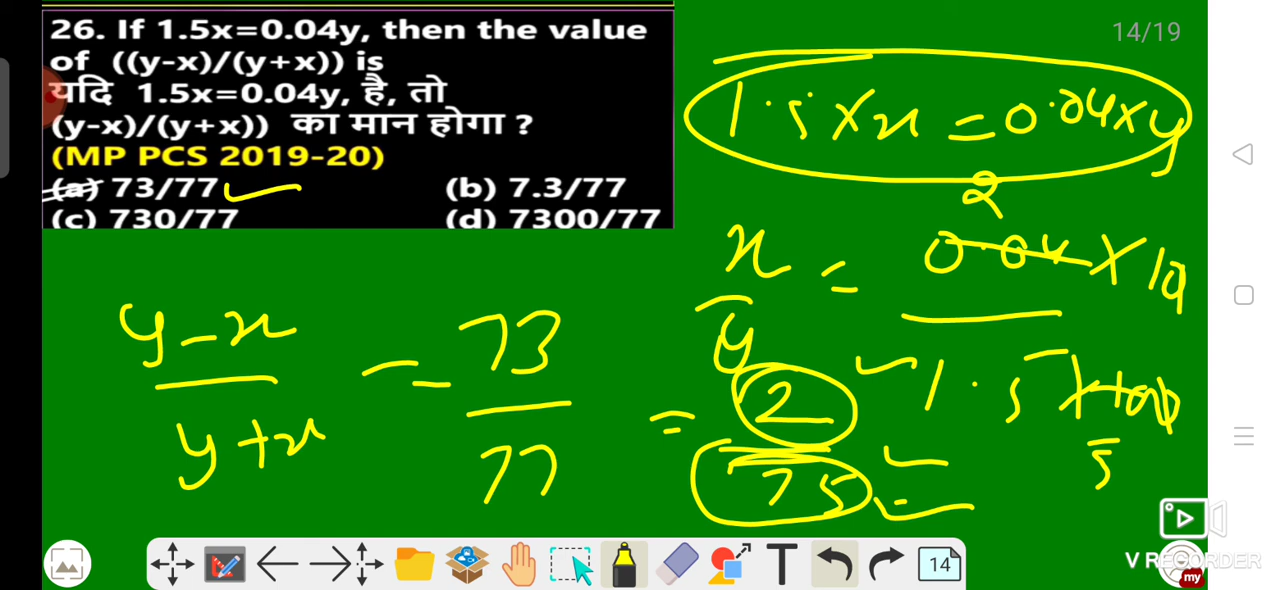 26. If 1.5x=0.04y, then the value
of ((y-x)/(y+x)) is
यदि 1.5x=0.04y, है, तो
(y-x)/(y+x)) का मान होगा ?
(MP PCS 2019-20)
(a) 73/77 (b) 7.3/77
(c) 730/77 (d) 7300/77
14/19
1.5 × x = 0.04 × y
2
x = 0.04 ×
y 1.5
5
= 2
75
y - x = 73
y + x 77
T
14
V RECORDER
my